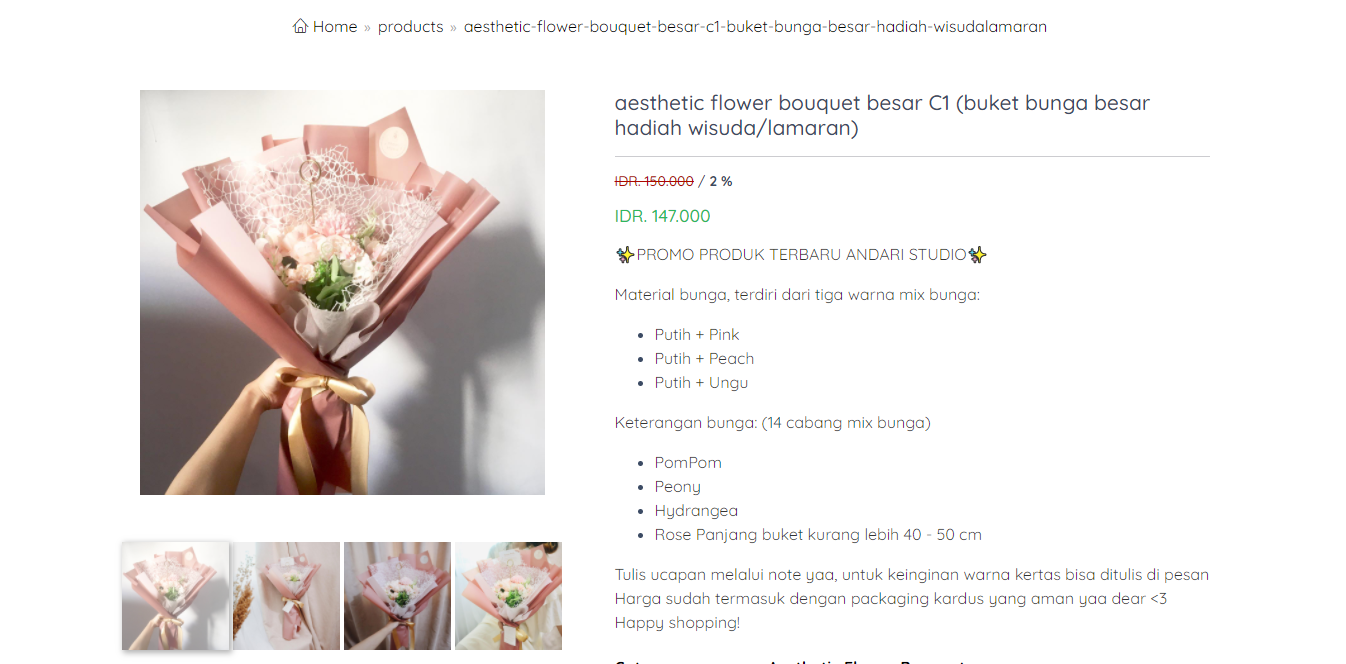 Home » products » aesthetic-flower-bouquet-besar-c1-buket-bunga-besar-hadiah-wisudalamaran
aesthetic flower bouquet besar C1 (buket bunga besar
hadiah wisuda/lamaran)
IDR. 150.000 / 2 %
IDR. 147.000
✨PROMO PRODUK TERBARU ANDARI STUDIO✨
Material bunga, terdiri dari tiga warna mix bunga:
• Putih + Pink
• Putih + Peach
• Putih + Ungu
Keterangan bunga: (14 cabang mix bunga)
• PomPom
• Peony
• Hydrangea
• Rose Panjang buket kurang lebih 40 - 50 cm
Tulis ucapan melalui note yaa, untuk keinginan warna kertas bisa ditulis di pesan
Harga sudah termasuk dengan packaging kardus yang aman yaa dear <3
Happy shopping!